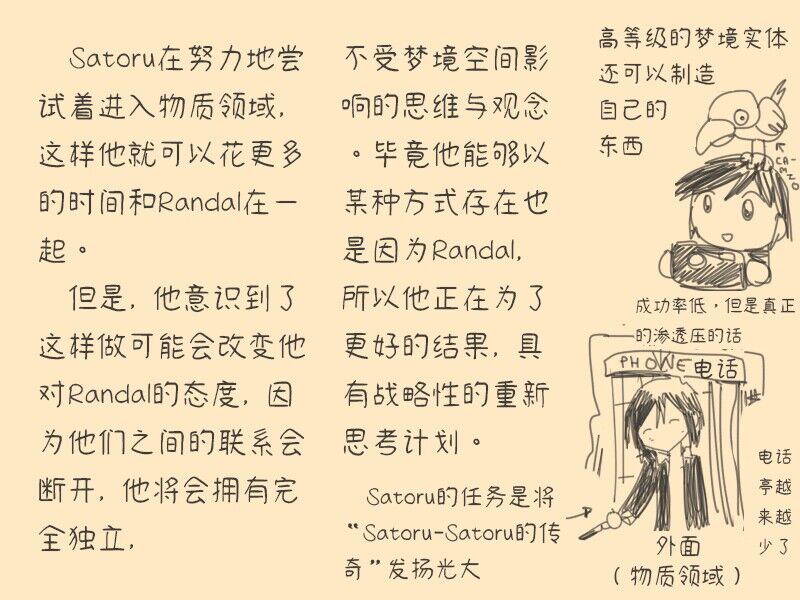 Satoru在努力地尝
试着进入物质领域,
这样他就可以花更多
的时间和Randal在一
起。
但是, 他意识到了
这样做可能会改变他
对Randal的态度, 因
为他们之间的联系会
断开, 他将会拥有完
全独立,
不受梦境空间影
响的思维与观念
。毕竟他能够以
某种方式存在也
是因为Randal,
所以他正在为了
更好的结果, 具
有战略性的重新
思考计划。
Satoru的任务是将
“Satoru-Satoru的传
奇”发扬光大
高等级的梦境实体
还可以制造
自己的
东西
成功率低,但是真正
的渗透压的话
PHONE电话
电话
亭越
来越
少了
外面
(物质领域)